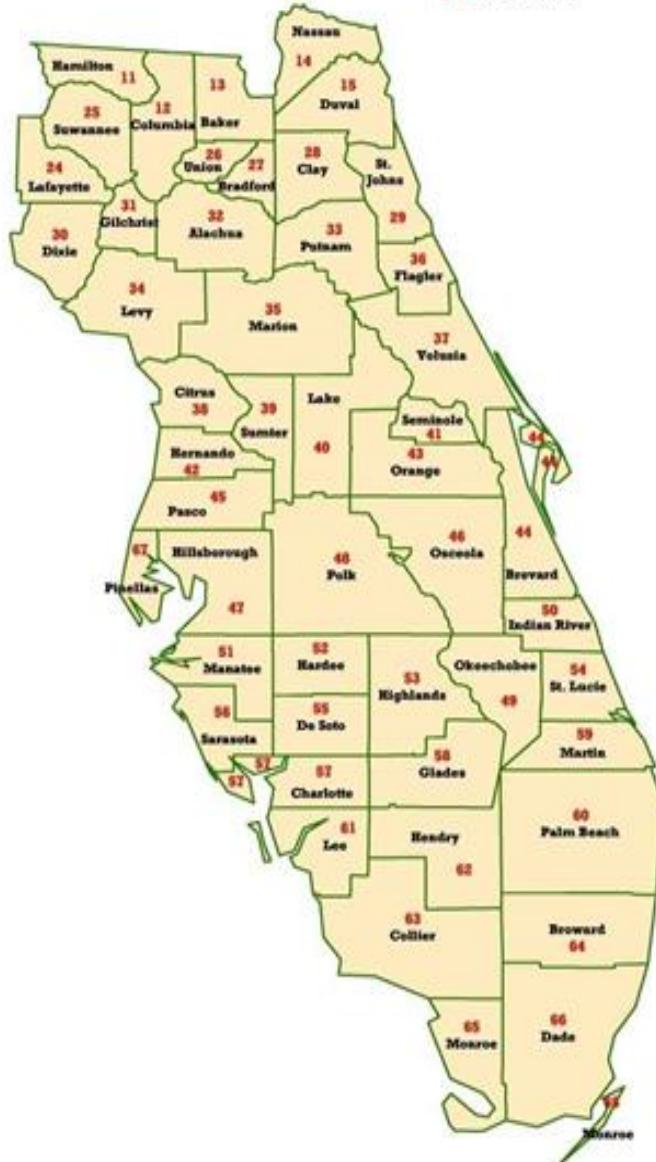 Nassau
14
Hamilton
11
13
15
Duval
25
Suwannee
12
Columbia
Baker
26
Union
27
Bradford
28
Clay
St.
Johns
29
24
Lafayette
31
Gilchrist
32
Alachua
33
Putnam
30
Dixie
36
Flagler
34
Levy
35
Marion
37
Volusia
Citrus
38
39
Sumter
Lake
40
Seminole
41
44
44
Hernando
42
43
Orange
45
Pasco
67
Pinellas
Hillsborough
47
48
Polk
46
Osceola
44
Brevard
50
Indian River
51
Manatee
52
Hardee
53
Highlands
Okeechobee
49
54
St. Lucie
56
Sarasota
55
De Soto
59
Martin
57
57
57
Charlotte
58
Glades
60
Palm Beach
61
Lee
Hendry
62
63
Collier
Broward
64
65
Monroe
66
Dade
Monroe